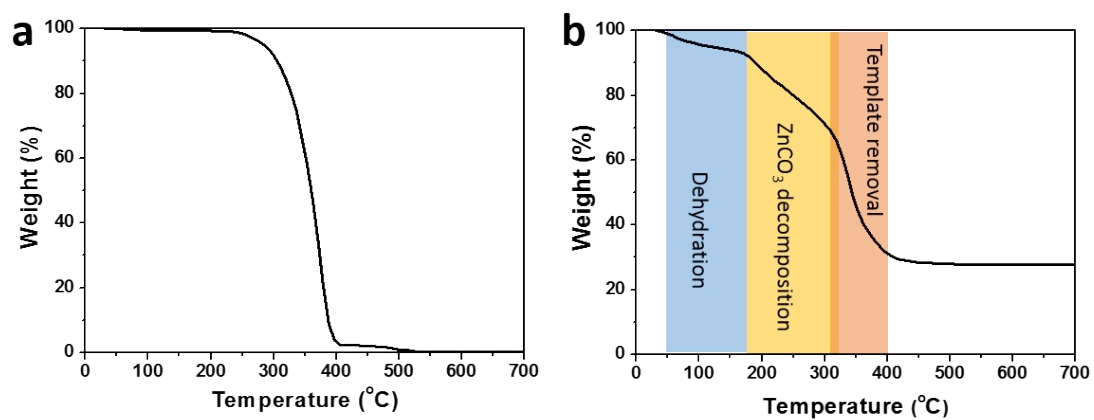 a
100
80
60
40
20
0
Weight (%)
0 100 200 300 400 500 600 700
Temperature (°C)
b
100
80
60
40
20
0
Weight (%)
Dehydration
ZnCO₃ decomposition
Template removal
0 100 200 300 400 500 600 700
Temperature (°C)